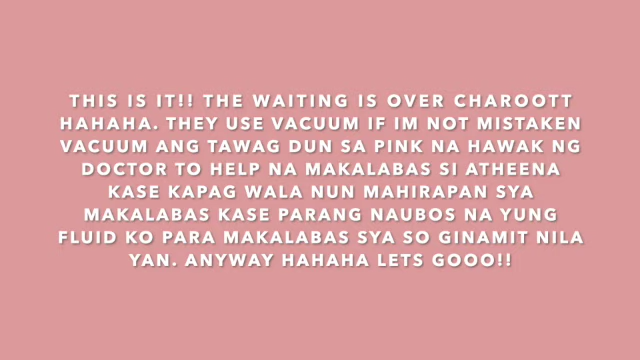 THIS IS IT!! THE WAITING IS OVER CHAROOTT
HAHAHA. THEY USE VACUUM IF IM NOT MISTAKEN
VACUUM ANG TAWAG DUN SA PINK NA HAWAK NG
DOCTOR TO HELP NA MAKALABAS SI ATHEENA
KASE KAPAG WALA NUN MAHIRAPAN SYA
MAKALABAS KASE PARANG NAUBOS NA YUNG
FLUID KO PARA MAKALABAS SYA SO GINAMIT NILA
YAN. ANYWAY HAHAHA LETS GOOO!!